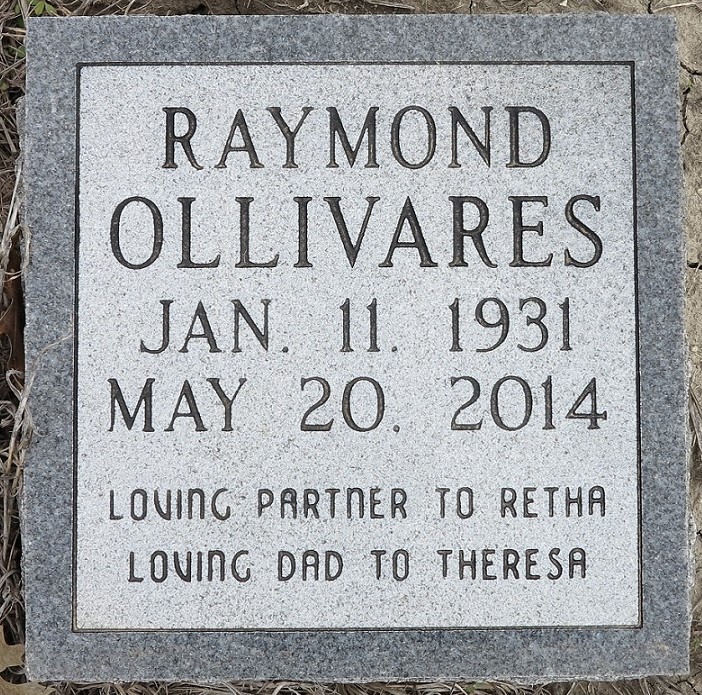 RAYMOND
OLLIVARES
JAN. 11. 1931
MAY 20. 2014
LOVING PARTNER TO RETHA
LOVING DAD TO THERESA